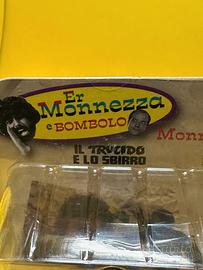 Er
Monnezza
e BOMBOLO
Monn
IL TRUCIDO
E LO SBIRRO